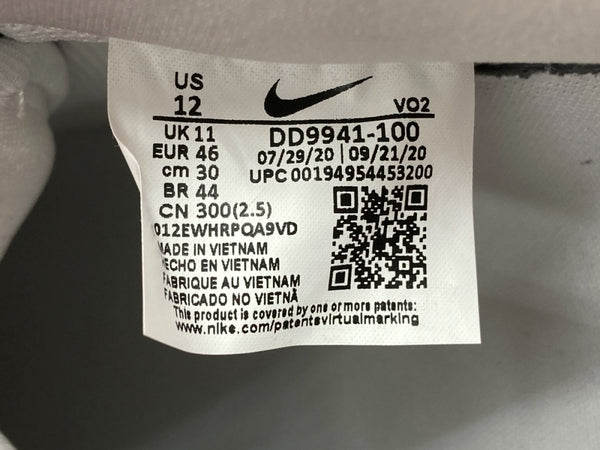 US
12
VO2
UK 11
DD9941-100
EUR 46
07/29/20 | 09/21/20
cm 30
UPC 00194954453200
BR 44
CN 300(2.5)
012EWHRPQA9VD
MADE IN VIETNAM
HECHO EN VIETNAM
FABRIQUE AU VIETNAM
FABRICADO NO VIETNÃ
This product is covered by one or more patents:
www.nike.com/patentsvirtualmarking